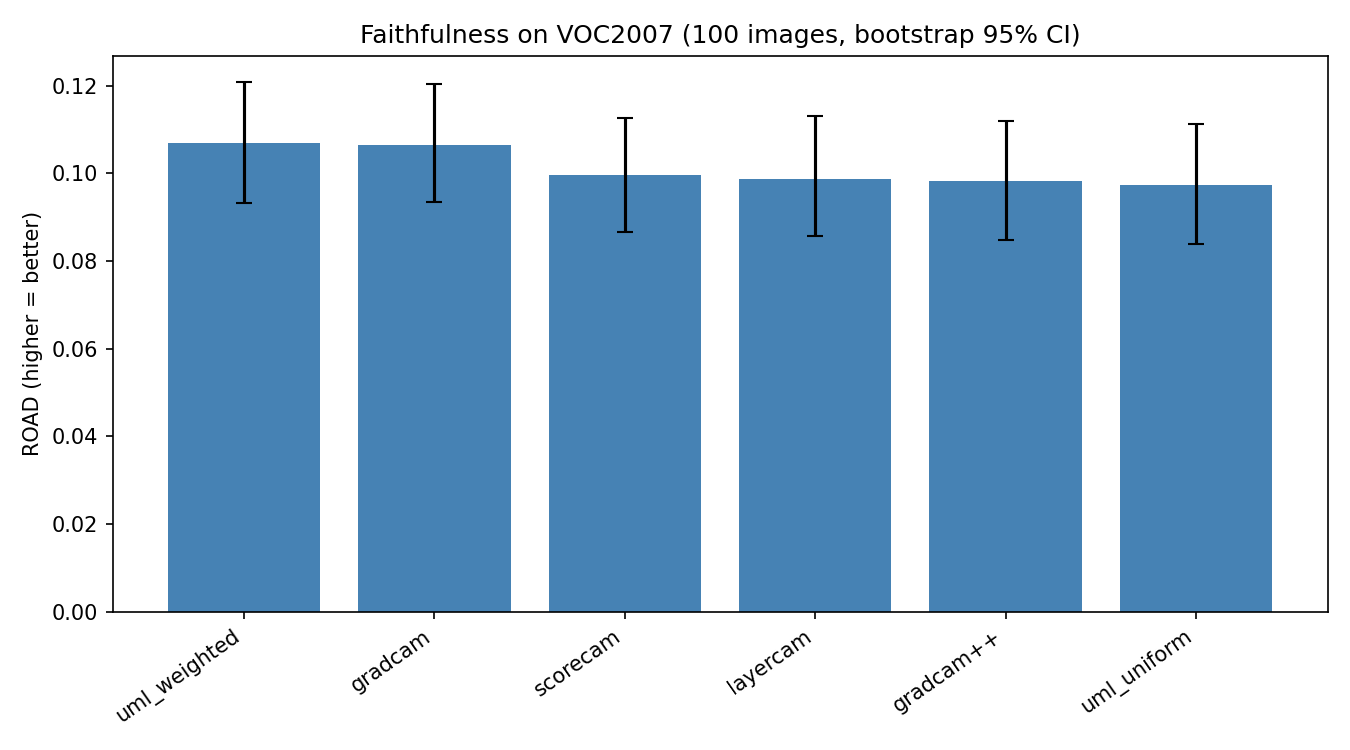 Faithfulness on VOC2007 (100 images, bootstrap 95% CI)
ROAD (higher = better)
0.12
0.10
0.08
0.06
0.04
0.02
0.00
uml_weighted
gradcam
scorecam
layercam
gradcam++
uml_uniform